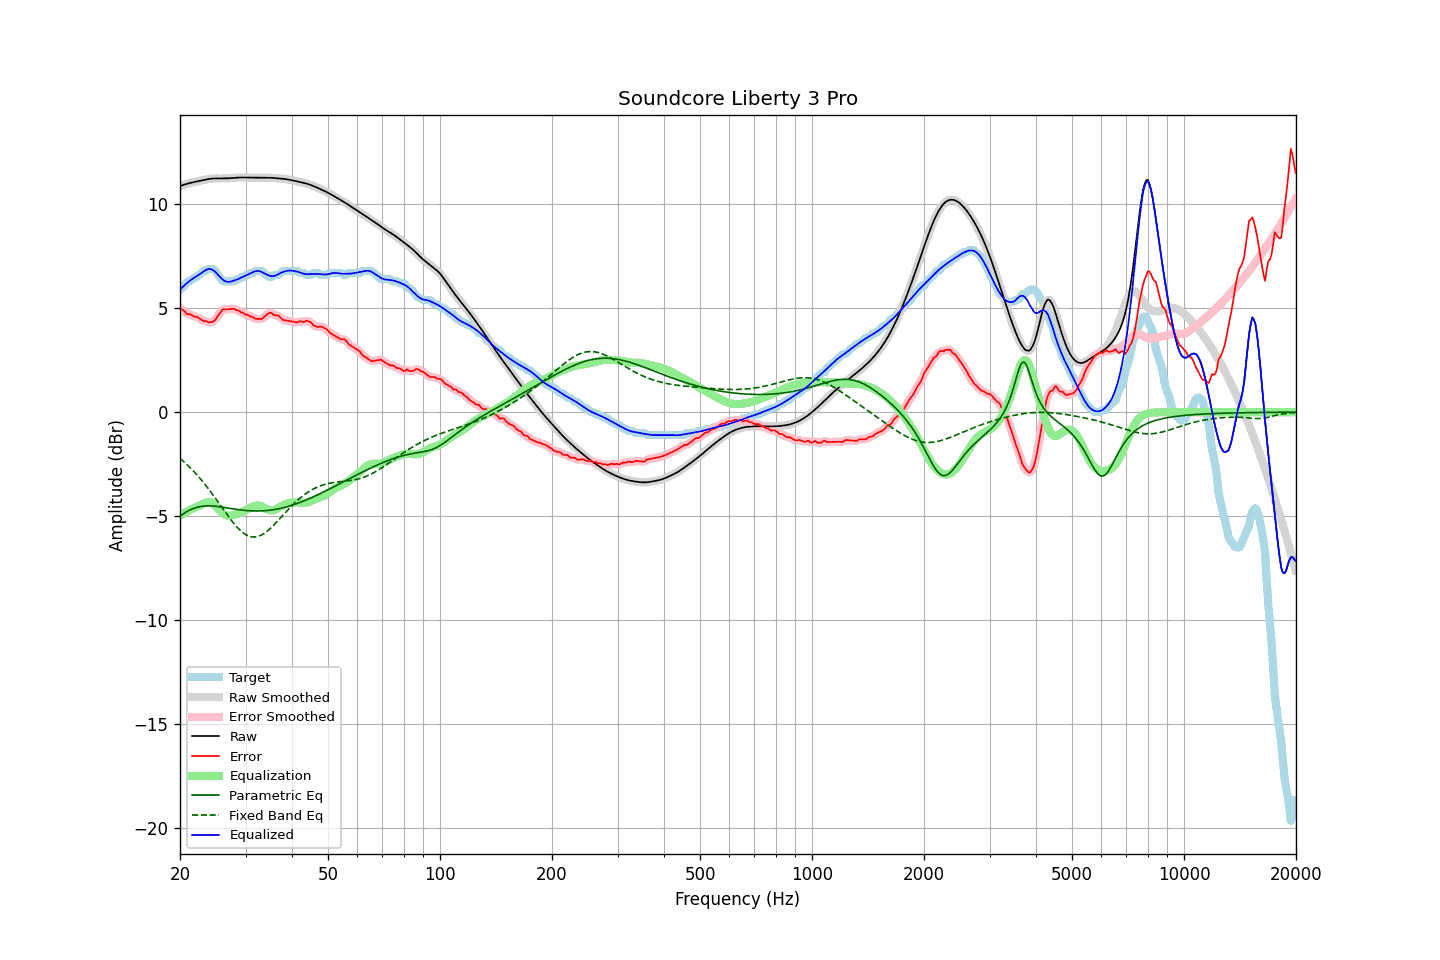 Soundcore Liberty 3 Pro
Amplitude (dBr)
10
5
0
−5
−10
−15
−20
Target
Raw Smoothed
Error Smoothed
Raw
Error
Equalization
Parametric Eq
Fixed Band Eq
Equalized
20 50 100 200 500 1000 2000 5000 10000 20000
Frequency (Hz)